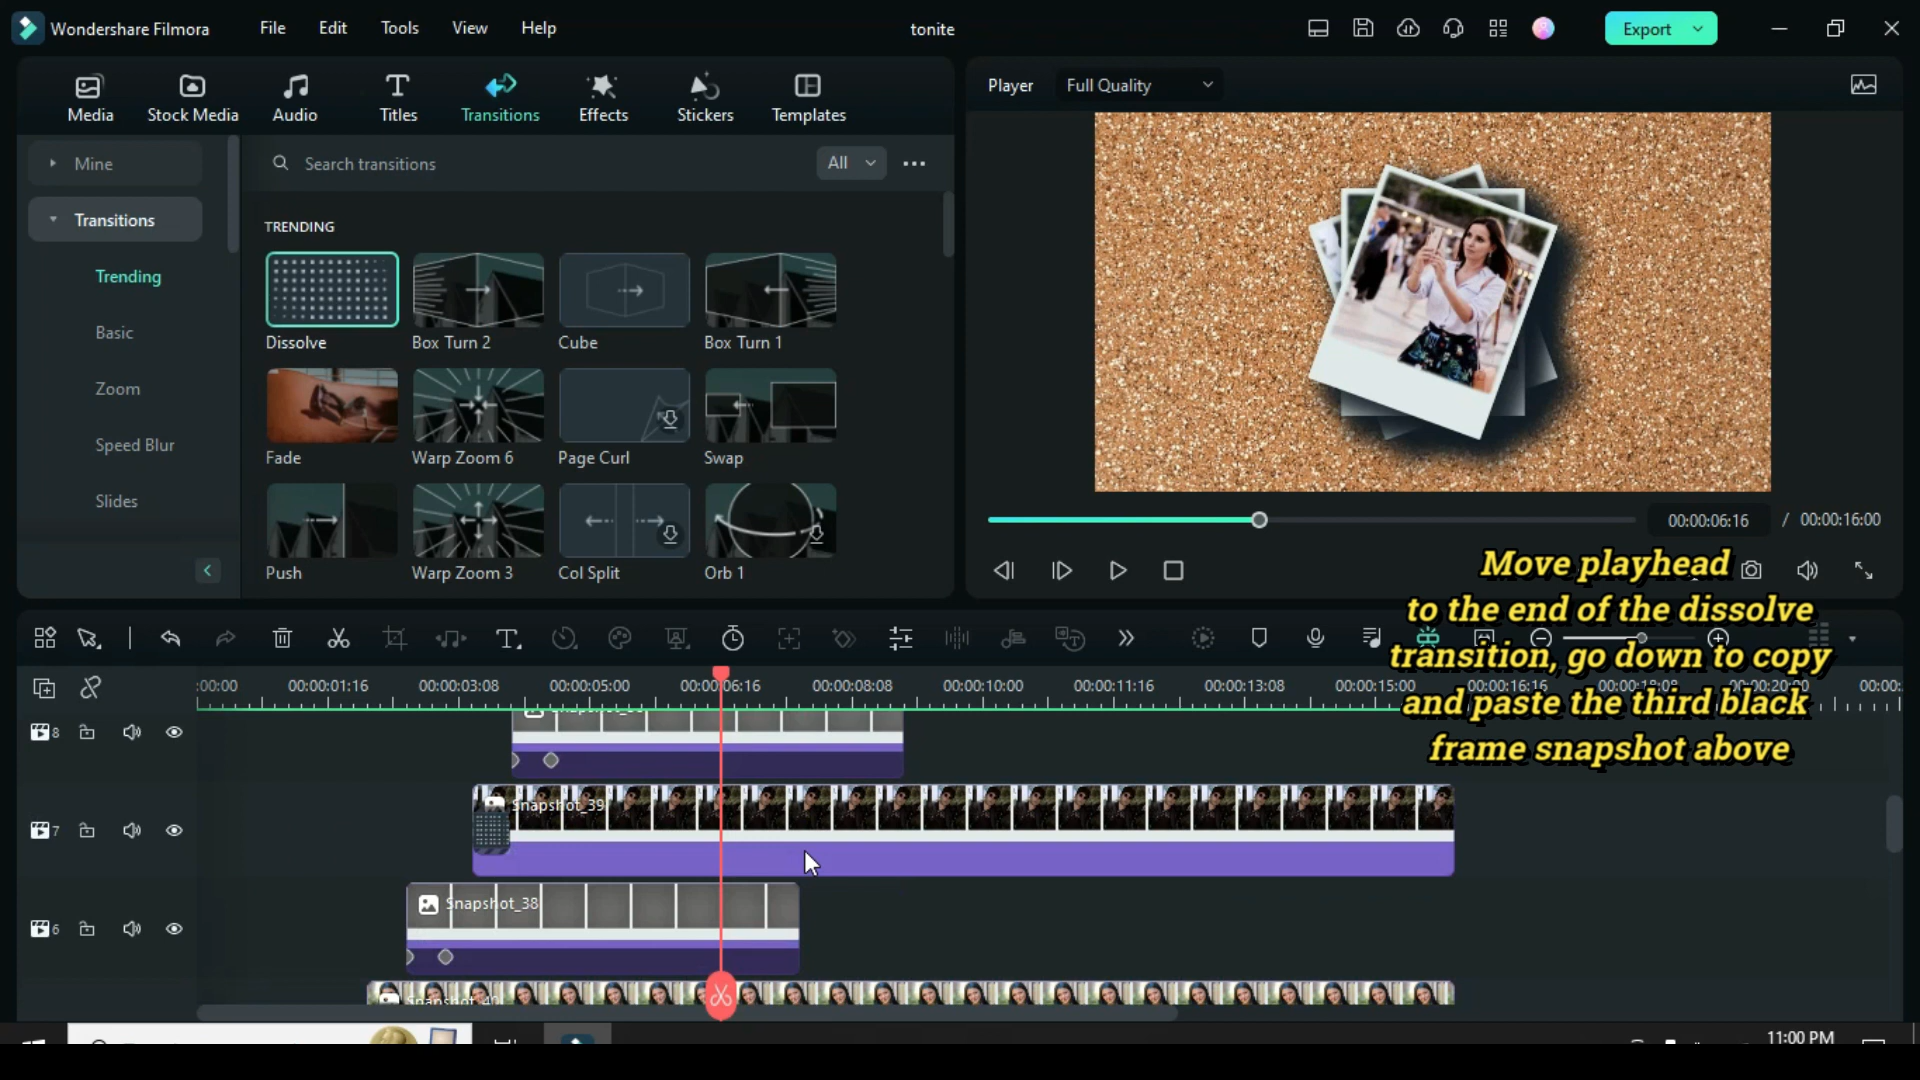 Wondershare Filmora
File
Edit
Tools
View
Help
tonite
Export
Media
Stock Media
Audio
Titles
Transitions
Effects
Stickers
Templates
Player
Full Quality
Mine
Transitions
Trending
Basic
Zoom
Speed Blur
Slides
Search transitions
All
TRENDING
Dissolve
Box Turn 2
Cube
Box Turn 1
Fade
Warp Zoom 6
Page Curl
Swap
Push
Warp Zoom 3
Col Split
Orb 1
00:00:06:16 / 00:00:16:00
Move playhead
to the end of the dissolve
transition, go down to copy
and paste the third black
frame snapshot above
:00:00
00:00:01:16
00:00:03:08
00:00:05:00
00:00:06:16
00:00:08:08
00:00:10:00
00:00:11:16
00:00:13:08
00:00:15:00
8
7
Snapshot_39
6
Snapshot_38
Snapshot_40
11:00 PM